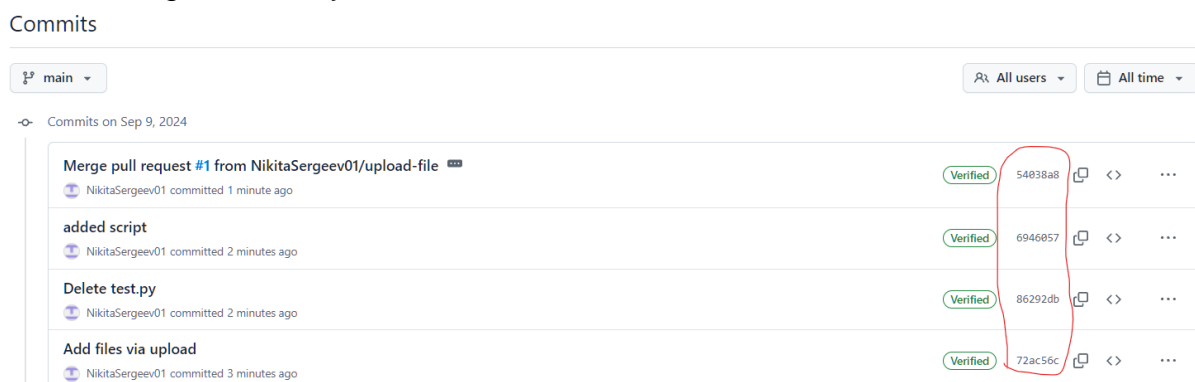 Commits
main
All users
All time
Commits on Sep 9, 2024
Merge pull request #1 from NikitaSergeev01/upload-file
NikitaSergeev01 committed 1 minute ago
Verified
54038a8
added script
NikitaSergeev01 committed 2 minutes ago
Verified
6946057
Delete test.py
NikitaSergeev01 committed 2 minutes ago
Verified
86292db
Add files via upload
NikitaSergeev01 committed 3 minutes ago
Verified
72ac56c